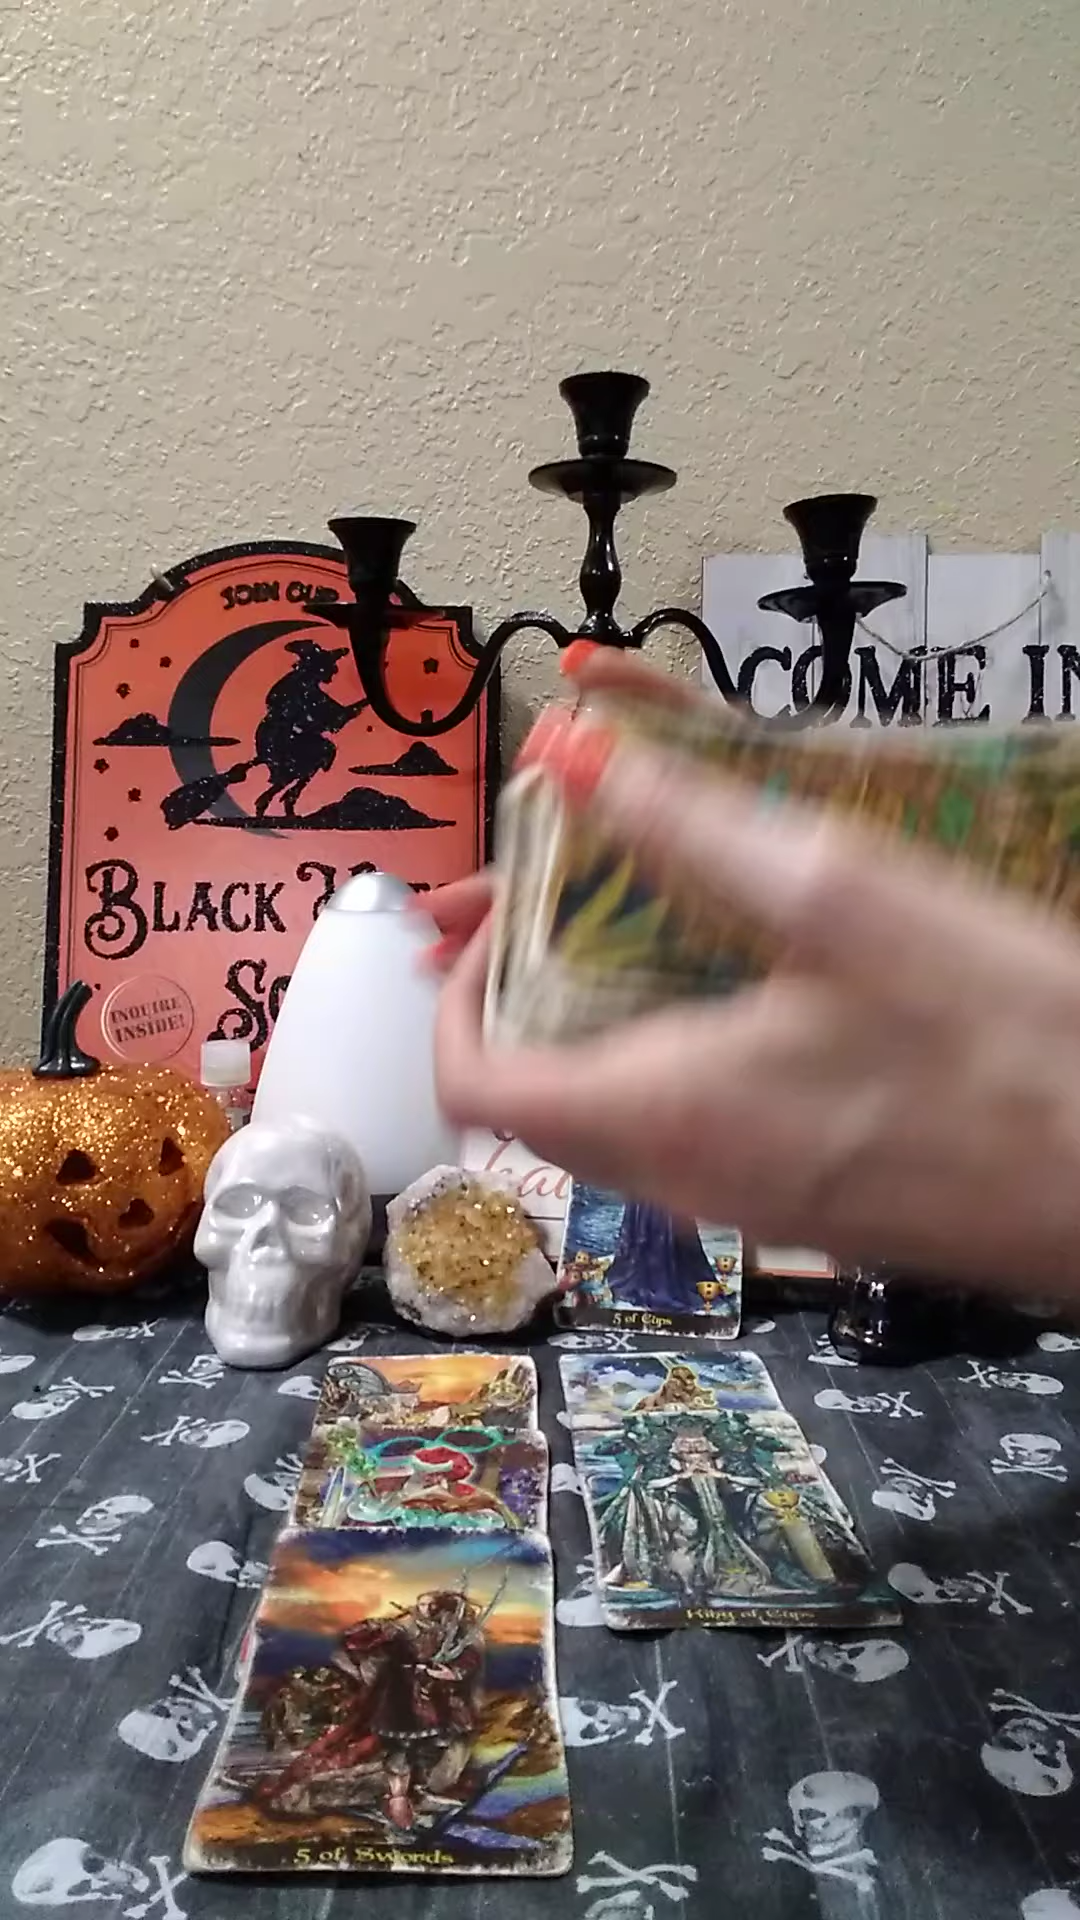 JOIN OUR
BLACK
INQUIRE
INSIDE!
COME IN
5 of Cups
King of Cups
5 of Swords